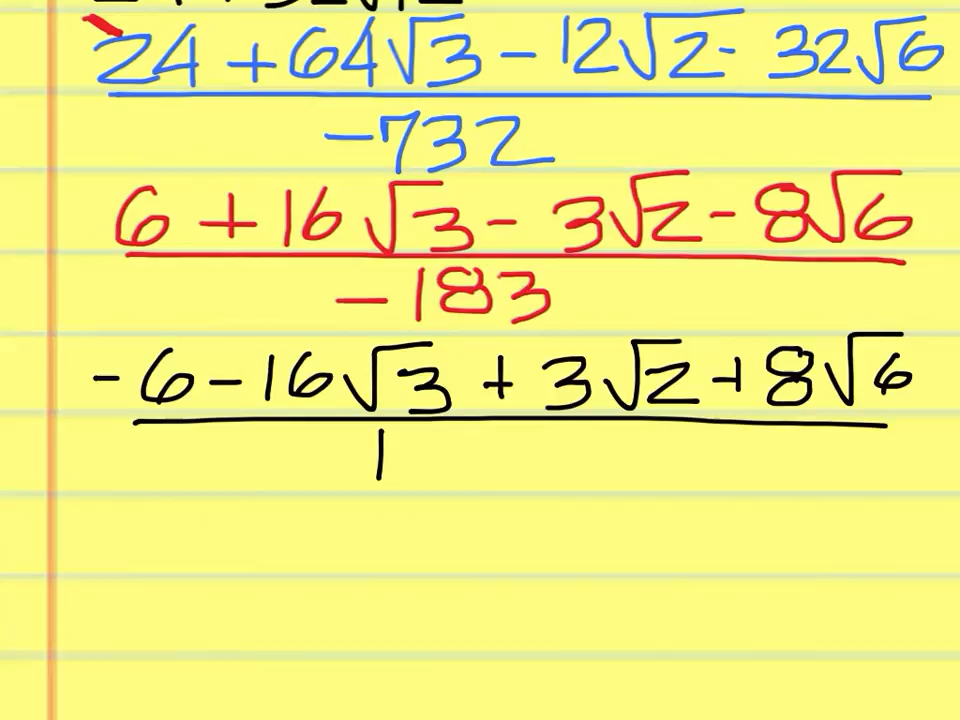 24 + 64√3 - 12√2 - 32√6
-732
6 + 16√3 - 3√2 - 8√6
-183
-6 - 16√3 + 3√2 + 8√6
1